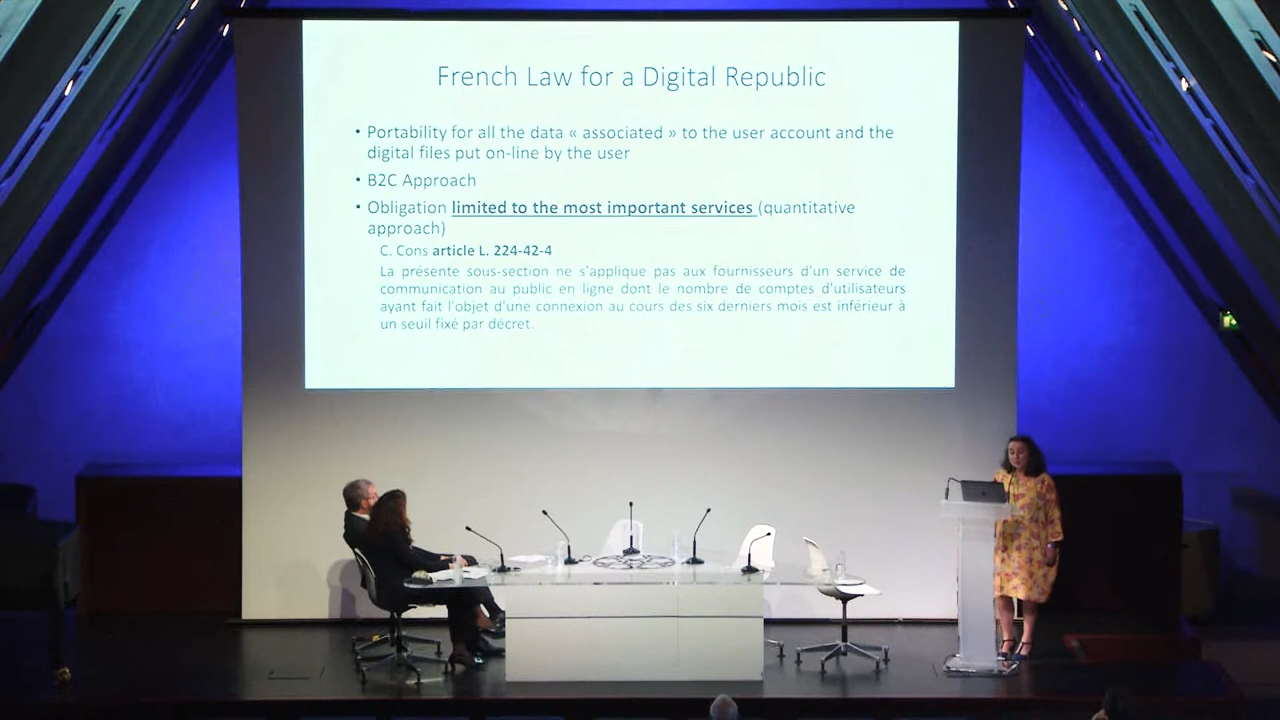 French Law for a Digital Republic
• Portability for all the data « associated » to the user account and the
digital files put on-line by the user
• B2C Approach
• Obligation limited to the most important services (quantitative
approach)
C. Cons article L. 224-42-4
La présente sous-section ne s'applique pas aux fournisseurs d'un service de
communication au public en ligne dont le nombre de comptes d'utilisateurs
ayant fait l'objet d'une connexion au cours des six derniers mois est inférieur à
un seuil fixé par décret.